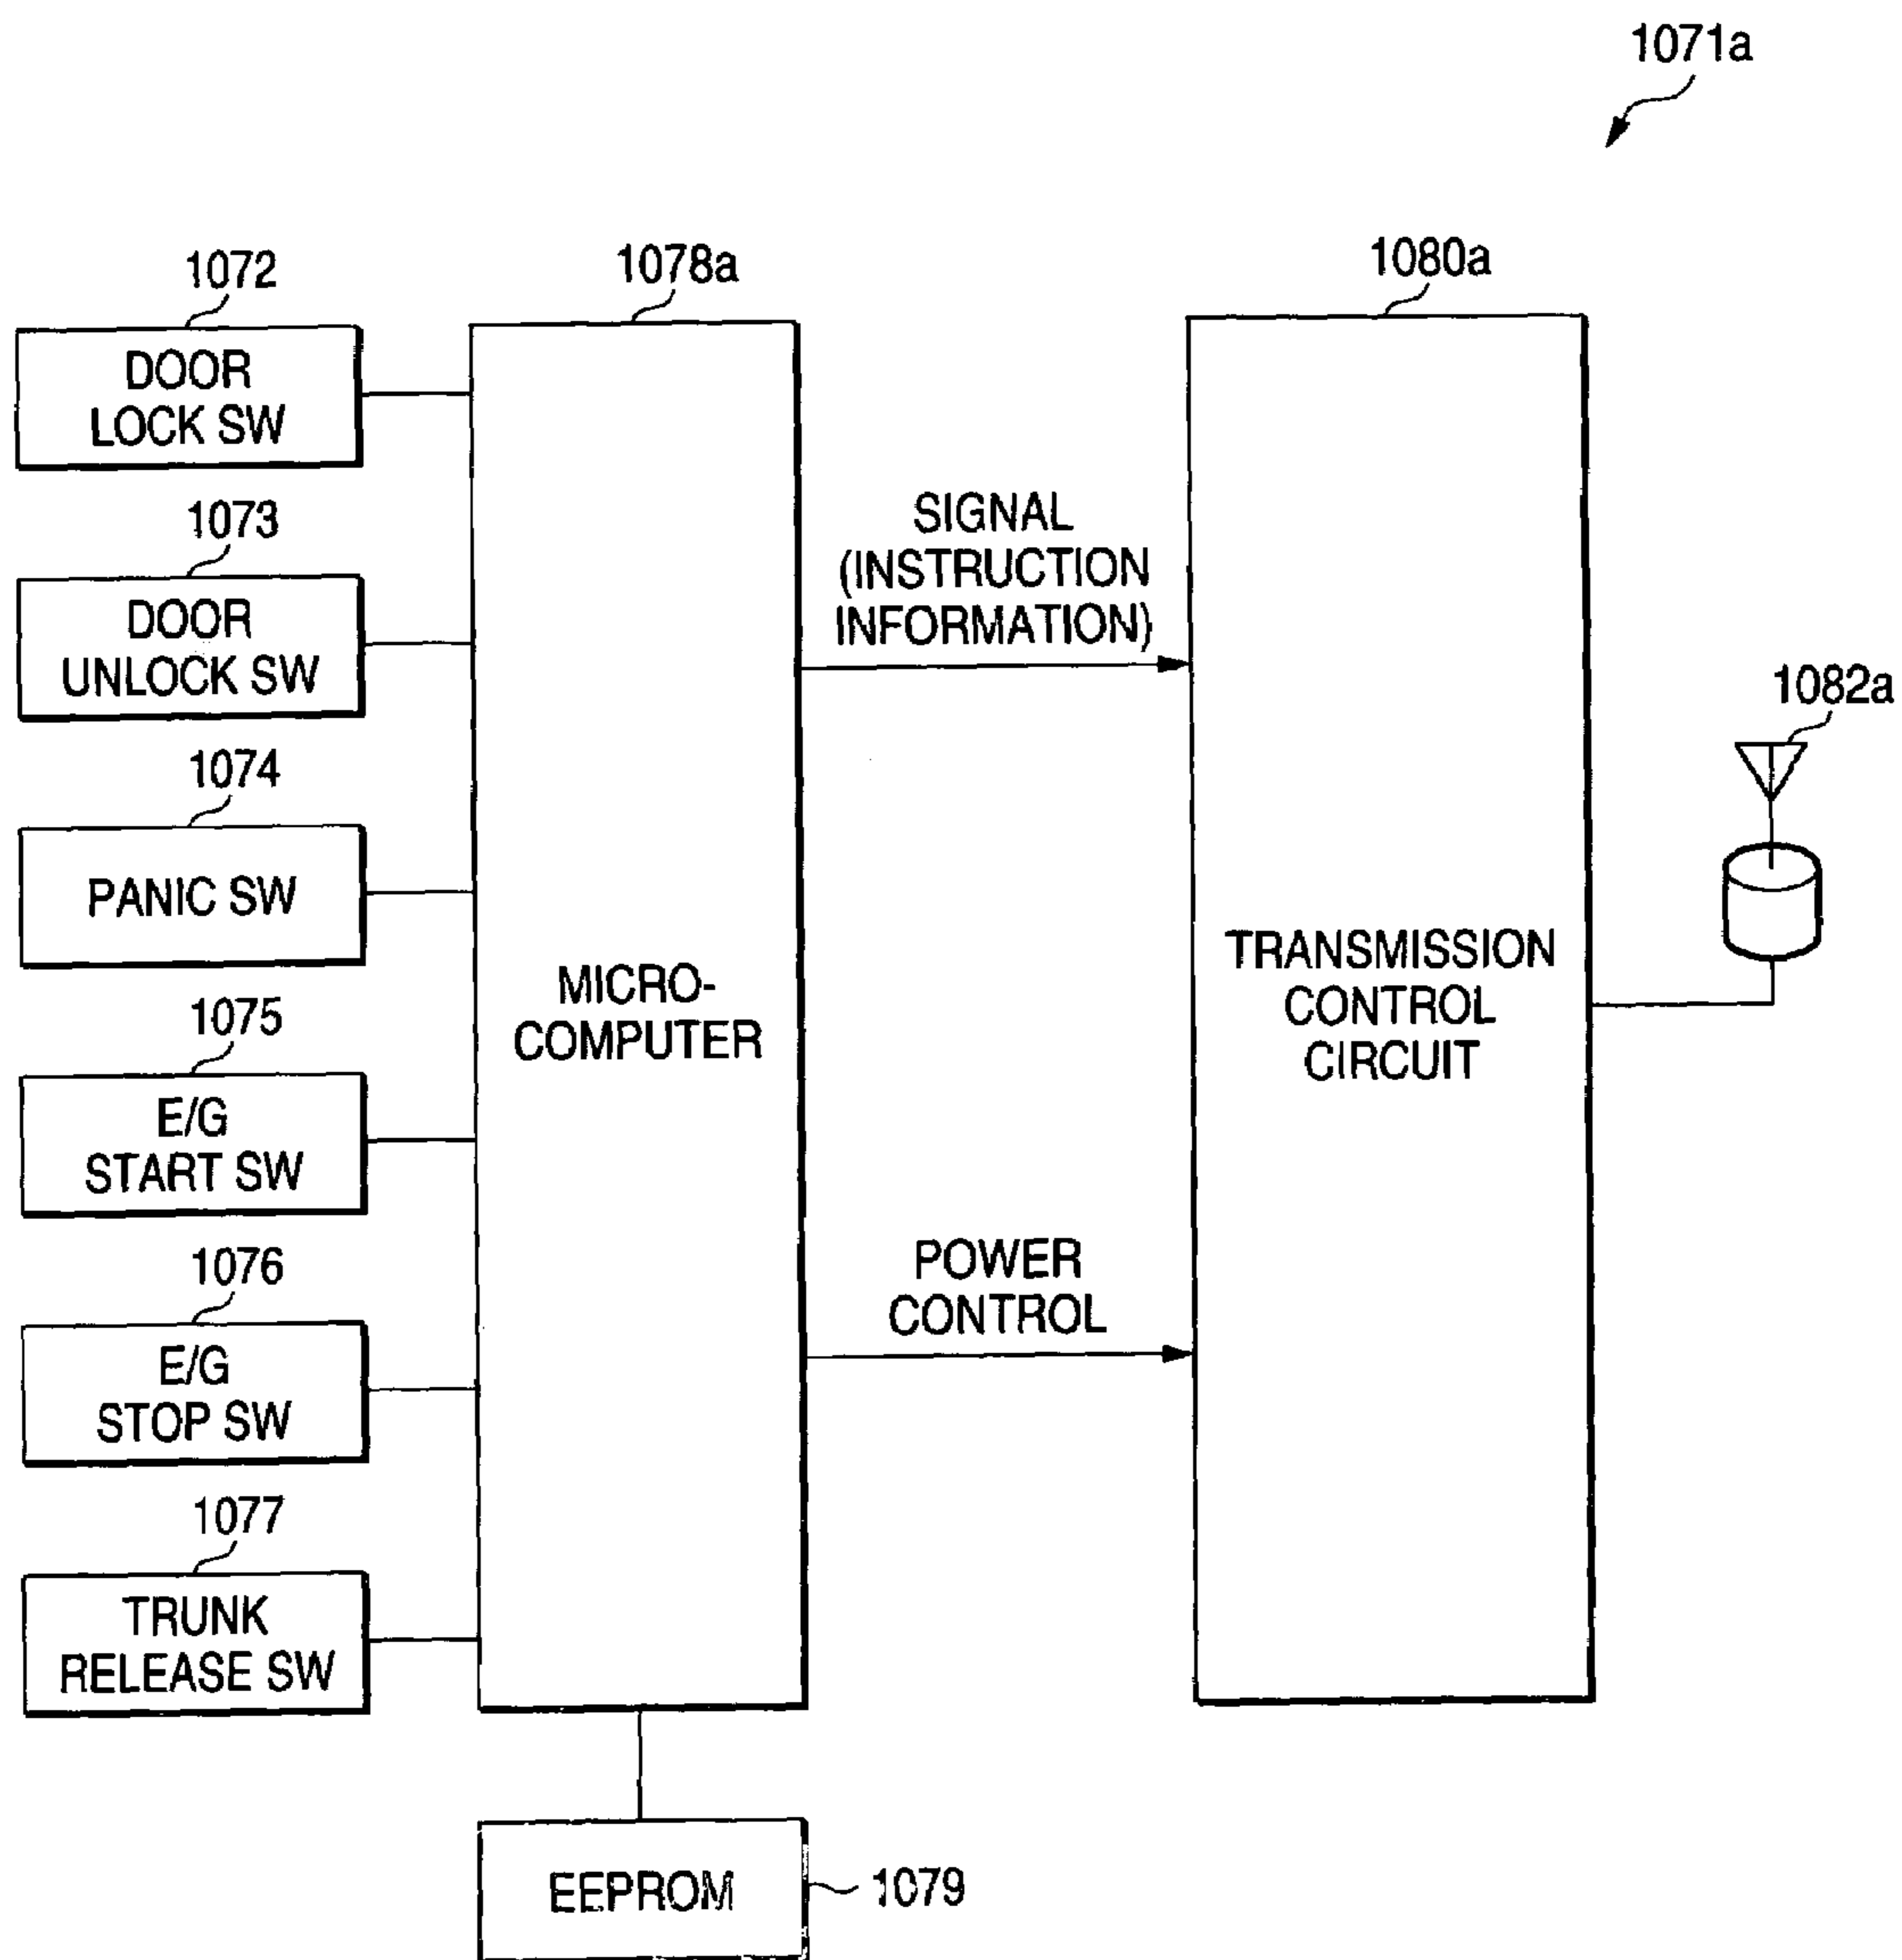 1071a
1072
DOOR
LOCK SW
1073
DOOR
UNLOCK SW
1074
PANIC SW
1075
E/G
START SW
1076
E/G
STOP SW
1077
TRUNK
RELEASE SW
1078a
MICRO-
COMPUTER
EEPROM
1079
SIGNAL
(INSTRUCTION
INFORMATION)
POWER
CONTROL
1080a
TRANSMISSION
CONTROL
CIRCUIT
1082a